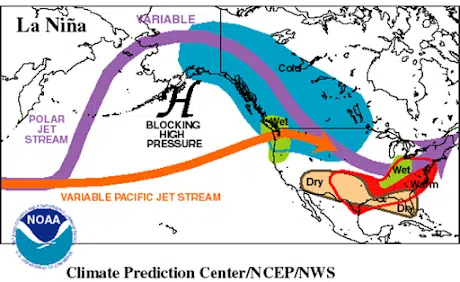 La Niña
VARIABLE
Cold
POLAR
JET
STREAM
H
BLOCKING
HIGH
PRESSURE
Wet
VARIABLE PACIFIC JET STREAM
Dry
Wet
Warm
Dry
NOAA
Climate Prediction Center/NCEP/NWS